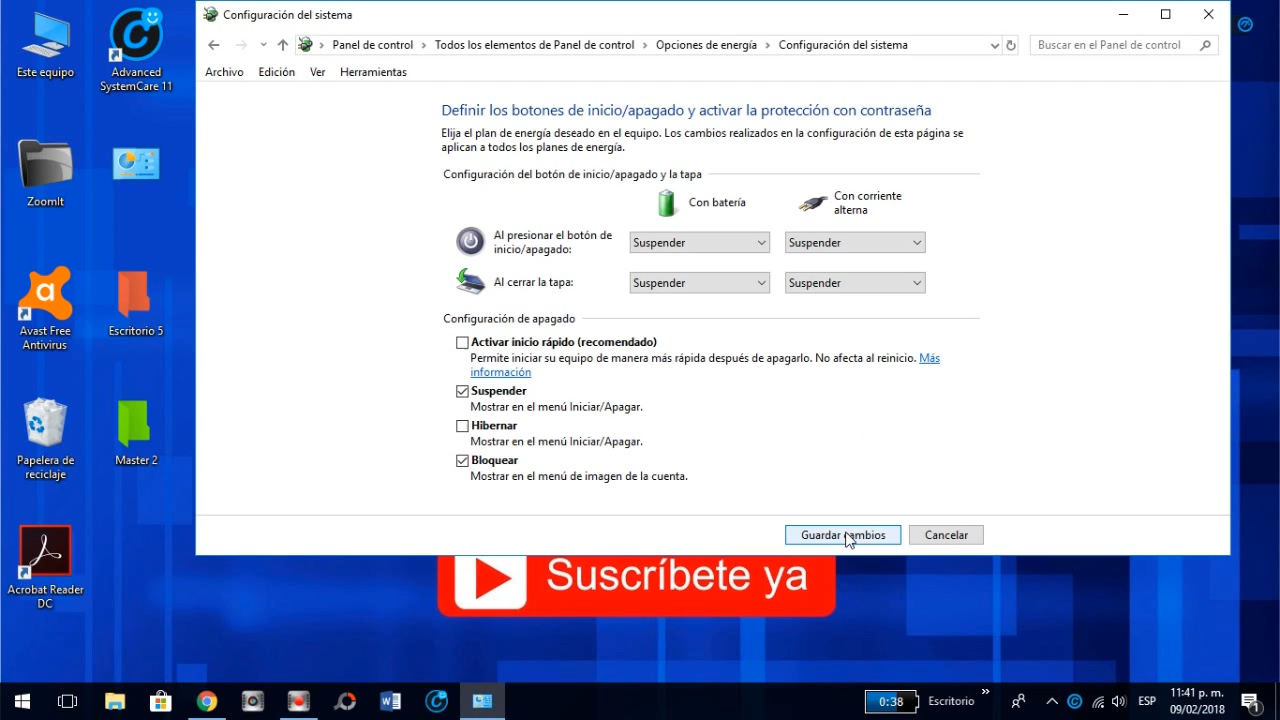 Configuración del sistema
Panel de control > Todos los elementos de Panel de control > Opciones de energía > Configuración del sistema
Buscar en el Panel de control
Archivo Edición Ver Herramientas
Definir los botones de inicio/apagado y activar la protección con contraseña
Elija el plan de energía deseado en el equipo. Los cambios realizados en la configuración de esta página se
aplican a todos los planes de energía.
Configuración del botón de inicio/apagado y la tapa
Con batería
Con corriente
alterna
Al presionar el botón de
inicio/apagado:
Suspender
Suspender
Al cerrar la tapa:
Suspender
Suspender
Configuración de apagado
Activar inicio rápido (recomendado)
Permite iniciar su equipo de manera más rápida después de apagarlo. No afecta al reinicio. Más
información
Suspender
Mostrar en el menú Iniciar/Apagar.
Hibernar
Mostrar en el menú Iniciar/Apagar.
Bloquear
Mostrar en el menú de imagen de la cuenta.
Guardar cambios
Cancelar
Este equipo
Advanced
SystemCare 11
ZoomIt
Avast Free
Antivirus
Escritorio 5
Papelera de
reciclaje
Master 2
Acrobat Reader
DC
Suscríbete ya
0:38
Escritorio
ESP
11:41 p. m.
09/02/2018
1